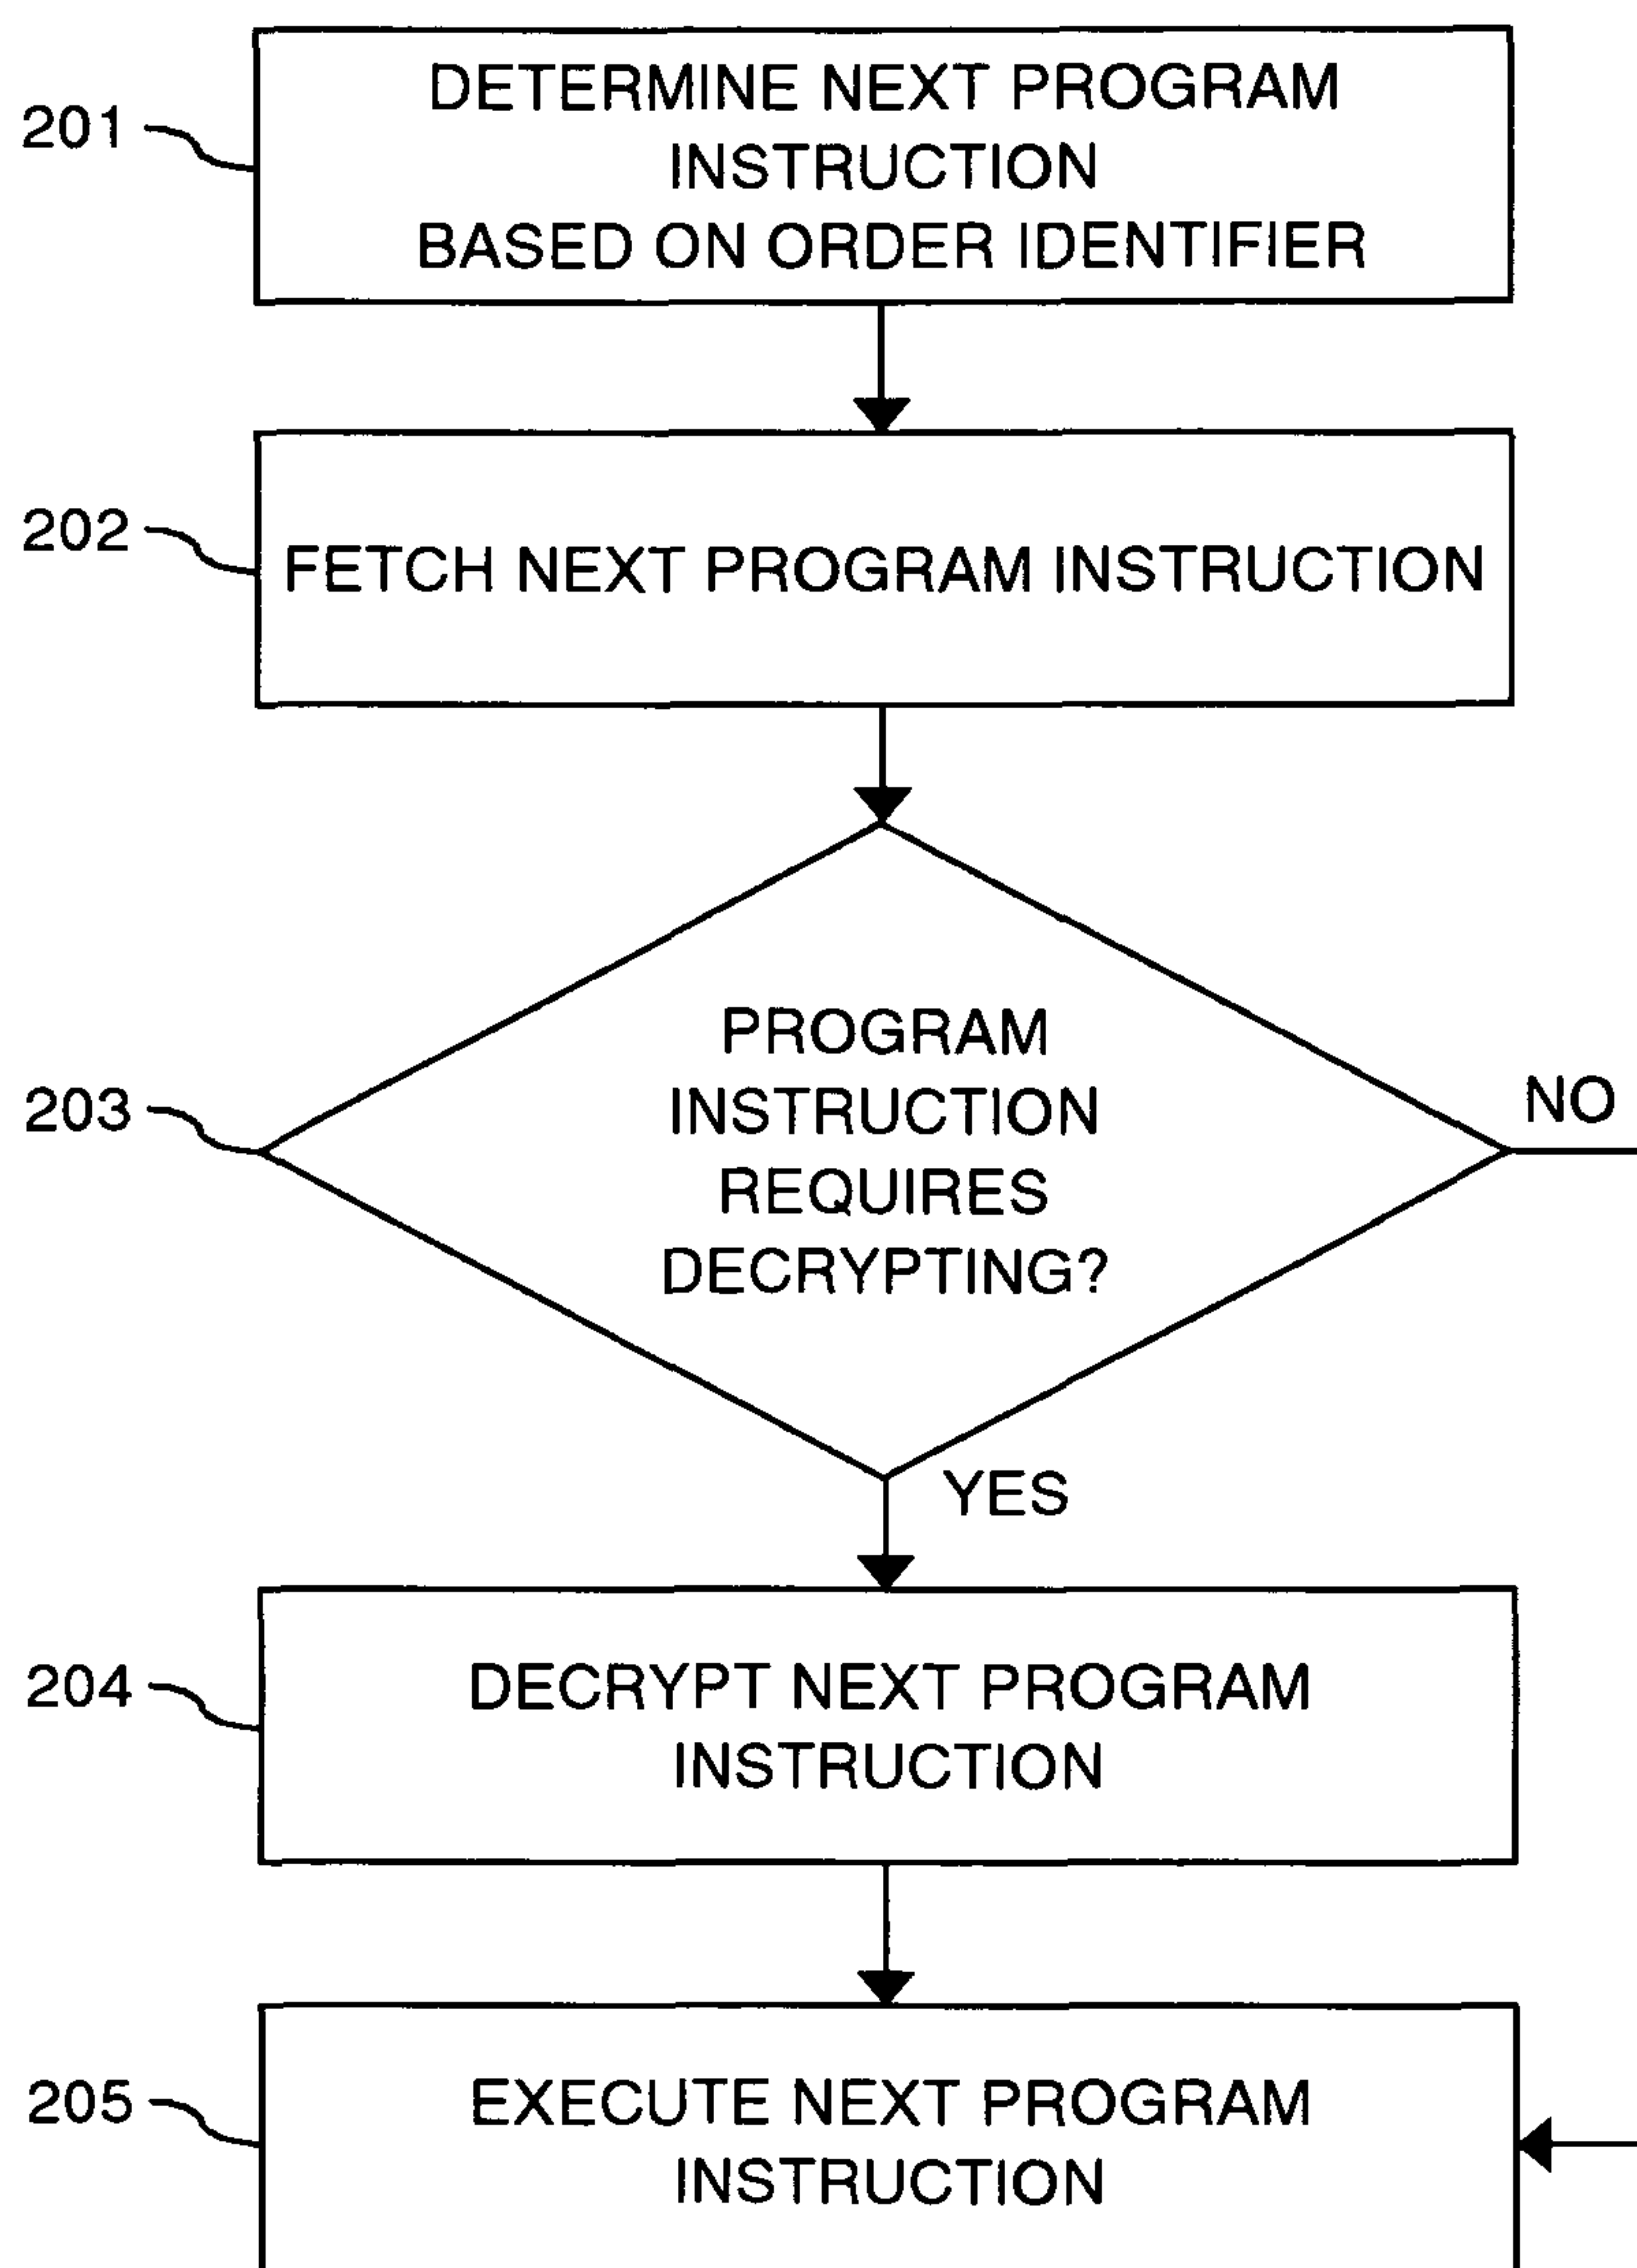 201
DETERMINE NEXT PROGRAM
INSTRUCTION
BASED ON ORDER IDENTIFIER
202
FETCH NEXT PROGRAM INSTRUCTION
203
PROGRAM
INSTRUCTION
REQUIRES
DECRYPTING?
NO
YES
204
DECRYPT NEXT PROGRAM
INSTRUCTION
205
EXECUTE NEXT PROGRAM
INSTRUCTION